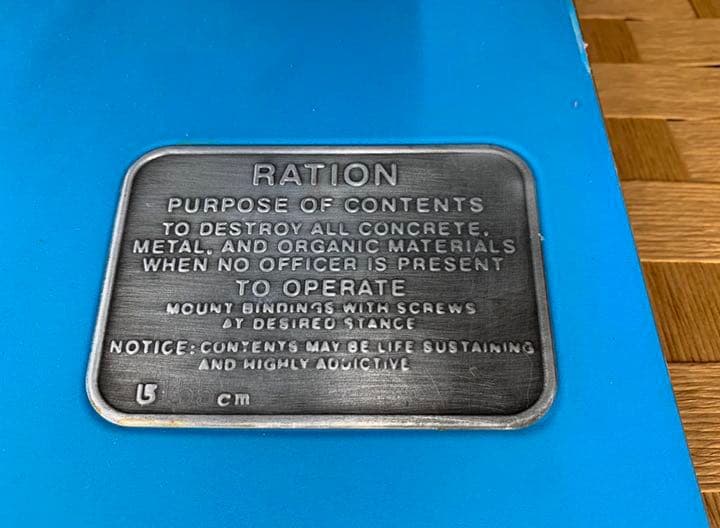 RATION
PURPOSE OF CONTENTS
TO DESTROY ALL CONCRETE,
METAL, AND ORGANIC MATERIALS
WHEN NO OFFICER IS PRESENT
TO OPERATE
MOUNT BINDINGS WITH SCREWS
AT DESIRED STANCE
NOTICE: CONTENTS MAY BE LIFE SUSTAINING
AND HIGHLY ADDICTIVE
cm